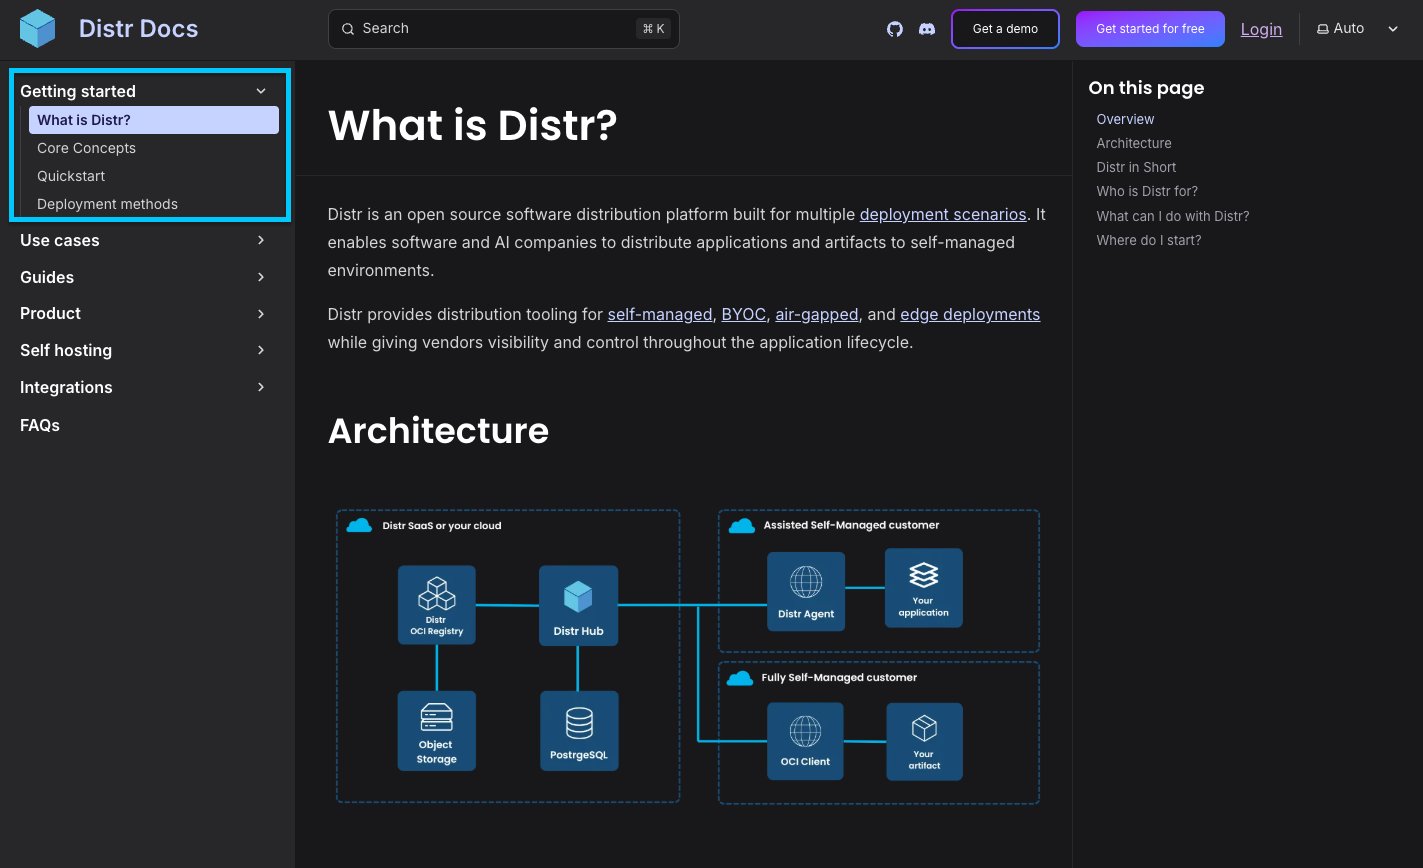 Distr Docs
Search
⌘ K
Get a demo
Get started for free
Login
Auto
Getting started
What is Distr?
Core Concepts
Quickstart
Deployment methods
Use cases
Guides
Product
Self hosting
Integrations
FAQs
What is Distr?
Distr is an open source software distribution platform built for multiple deployment scenarios. It
enables software and AI companies to distribute applications and artifacts to self-managed
environments.
Distr provides distribution tooling for self-managed, BYOC, air-gapped, and edge deployments
while giving vendors visibility and control throughout the application lifecycle.
Architecture
Distr SaaS or your cloud
Distr
OCI Registry
Distr Hub
Object
Storage
PostrgeSQL
Assisted Self-Managed customer
Distr Agent
Your
application
Fully Self-Managed customer
OCI Client
Your
artifact
On this page
Overview
Architecture
Distr in Short
Who is Distr for?
What can I do with Distr?
Where do I start?